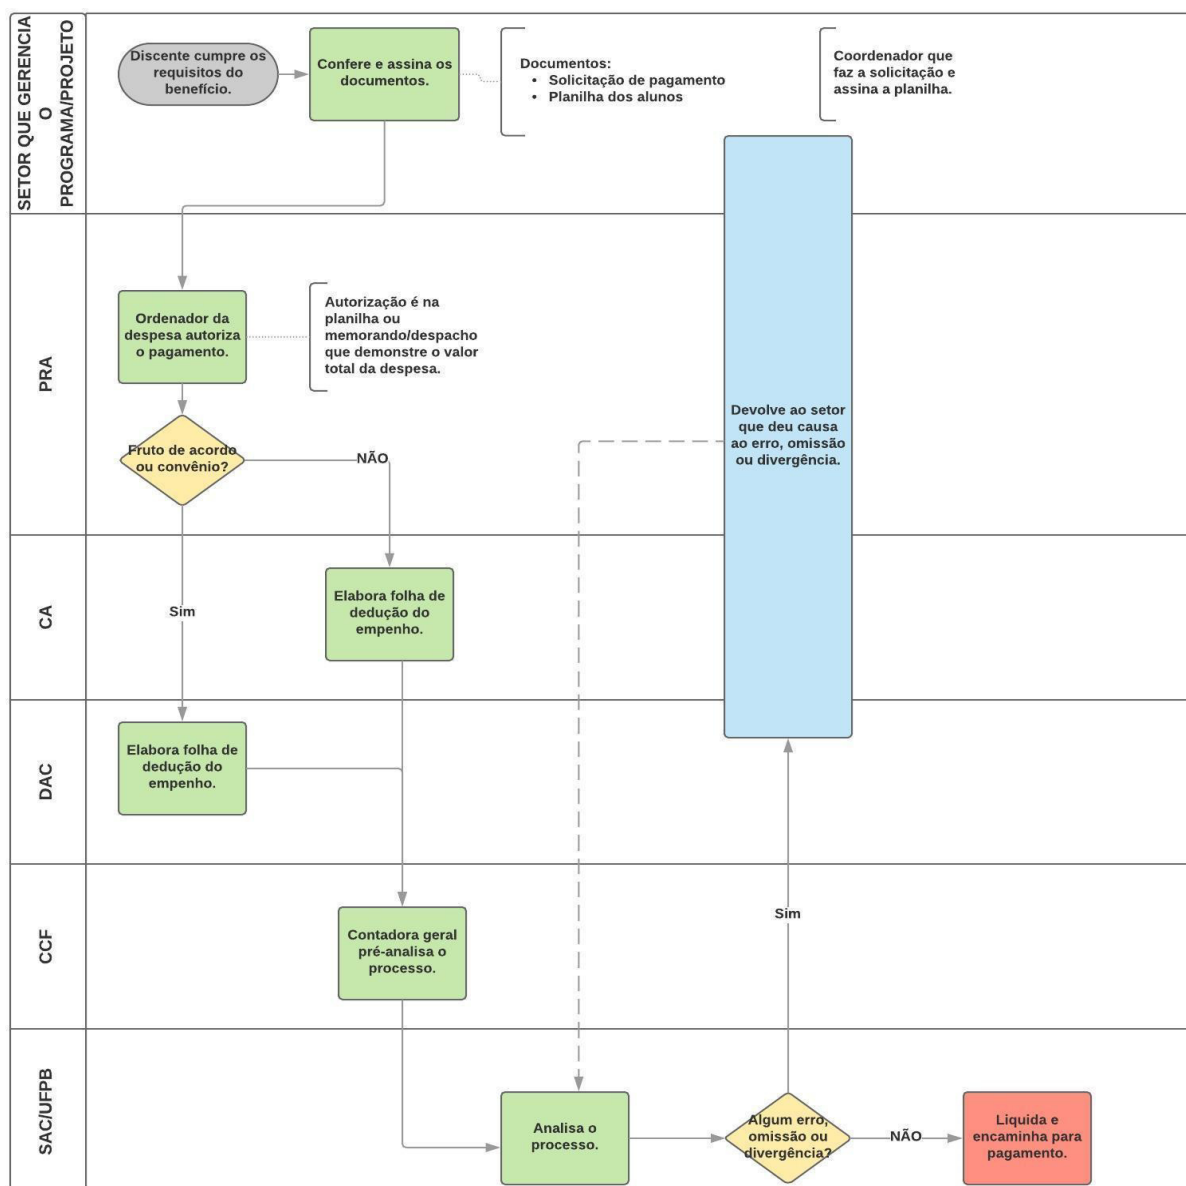 SETOR QUE GERENCIA
O
PROGRAMA/PROJETO
Discente cumpre os
requisitos do
benefício.
Confere e assina os
documentos.
Documentos:
• Solicitação de pagamento
• Planilha dos alunos
Coordenador que
faz a solicitação e
assina a planilha.
PRA
Ordenador da
despesa autoriza
o pagamento.
Autorização é na
planilha ou
memorando/despacho
que demonstre o valor
total da despesa.
Fruto de acordo
ou convênio?
NÃO
Devolve ao setor
que deu causa
ao erro, omissão
ou divergência.
CA
Sim
Elabora folha de
dedução do
empenho.
DAC
Elabora folha de
dedução do
empenho.
CCF
Contadora geral
pré-analisa o
processo.
Sim
SAC/UFPB
Analisa o
processo.
Algum erro,
omissão ou
divergência?
NÃO
Liquida e
encaminha para
pagamento.